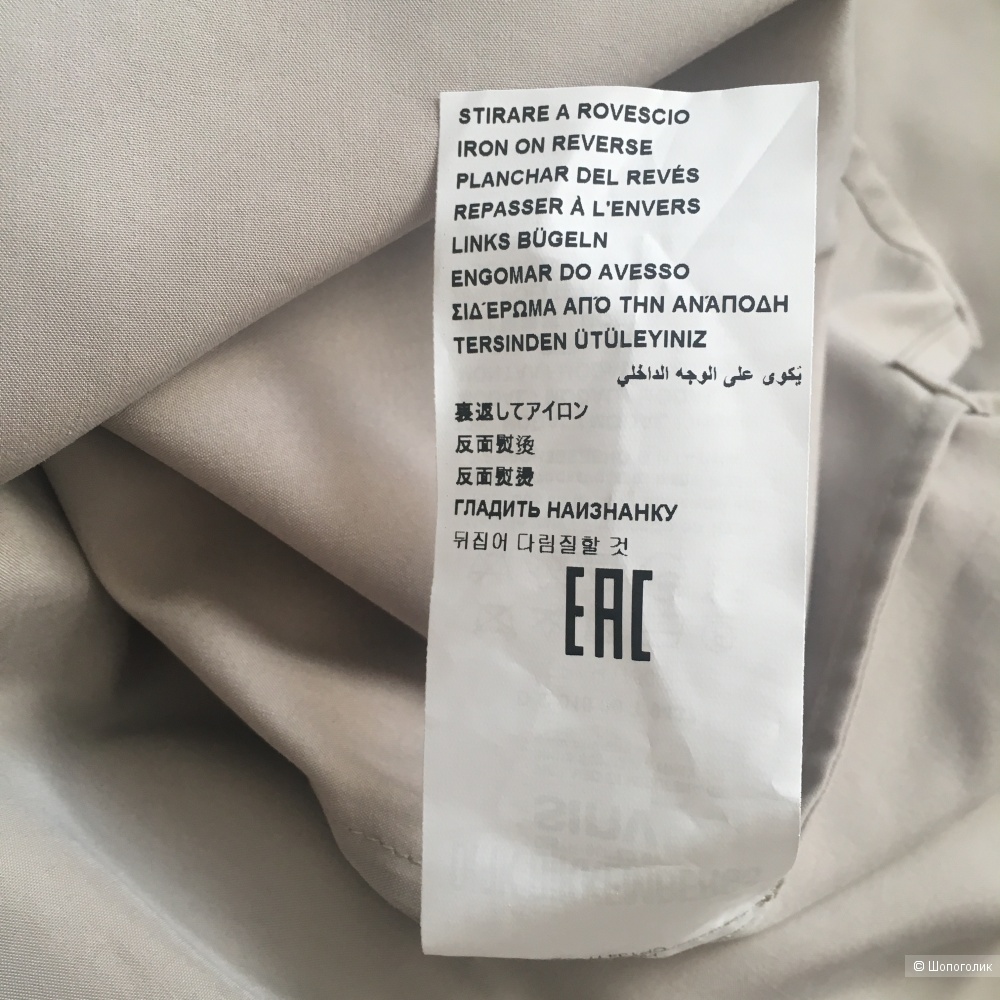 STIRARE A ROVESCIO
IRON ON REVERSE
PLANCHAR DEL REVÉS
REPASSER À L'ENVERS
LINKS BÜGELN
ENGOMAR DO AVESSO
ΣΙΔΈΡΩΜΑ ΑΠΌ ΤΗΝ ΑΝΆΠΟΔΗ
TERSINDEN ÜTÜLEYINIZ
يُكوى على الوجه الداخلي
裏返してアイロン
反面熨烫
反面熨燙
ГЛАДИТЬ НАИЗНАНКУ
뒤집어 다림질할 것
EAC
© Шопоголик